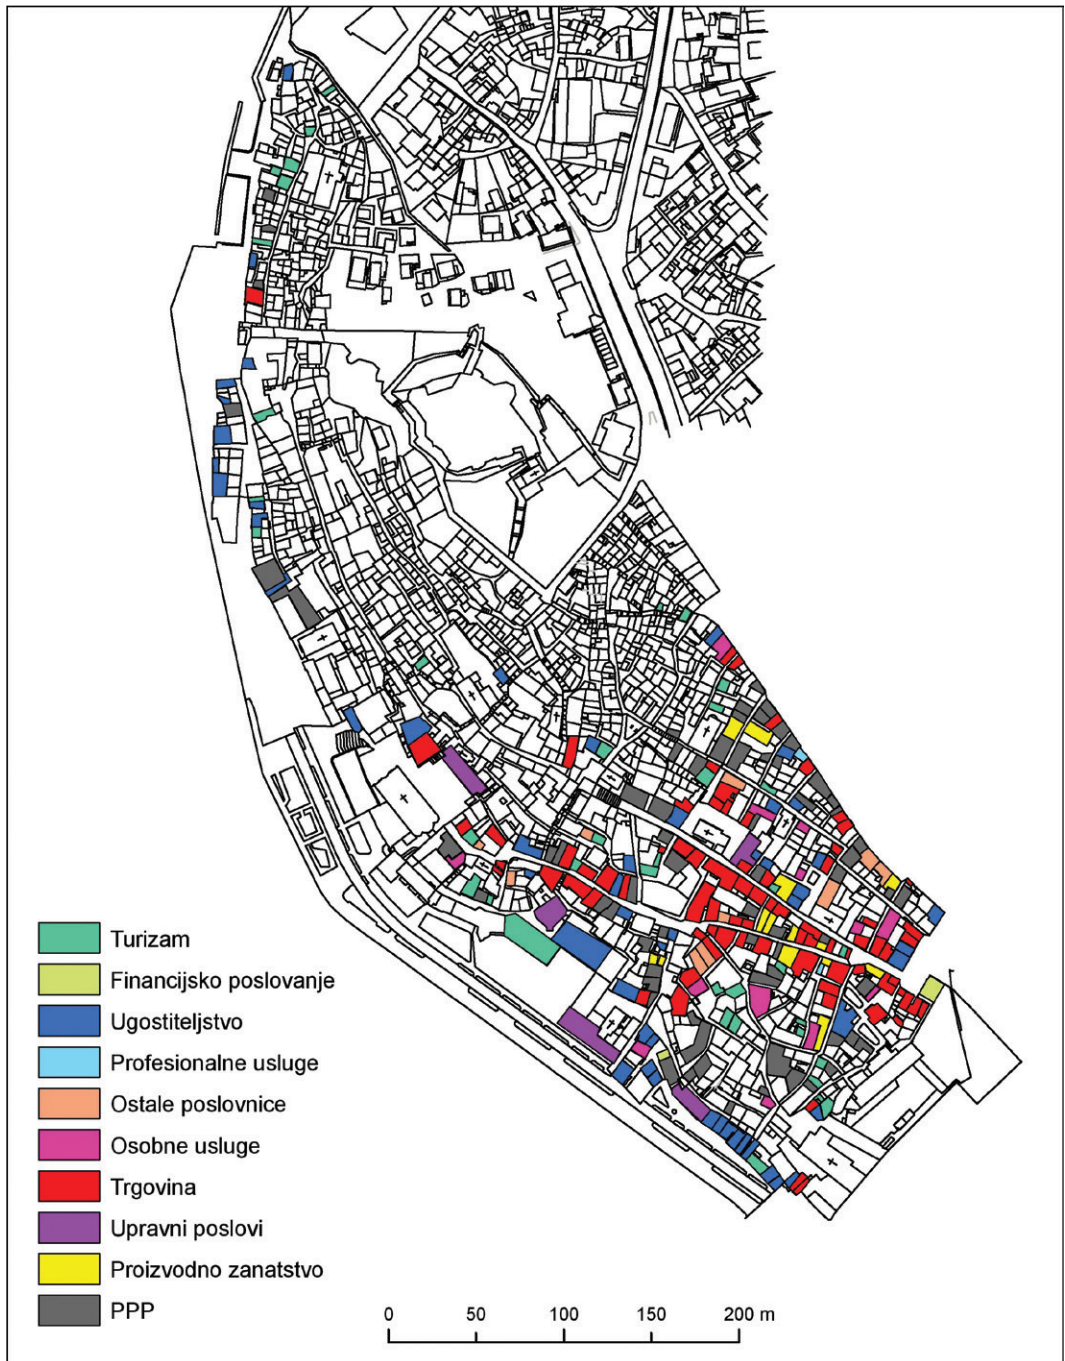 Turizam
Financijsko poslovanje
Ugostiteljstvo
Profesionalne usluge
Ostale poslovnice
Osobne usluge
Trgovina
Upravni poslovi
Proizvodno zanatstvo
PPP
0 50 100 150 200 m